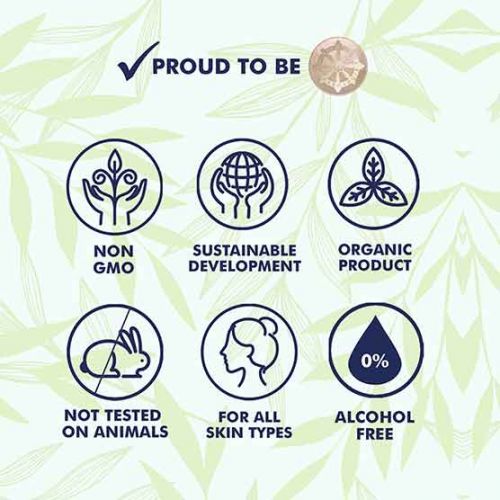 PROUD TO BE
NON
GMO
SUSTAINABLE
DEVELOPMENT
ORGANIC
PRODUCT
NOT TESTED
ON ANIMALS
FOR ALL
SKIN TYPES
0%
ALCOHOL
FREE